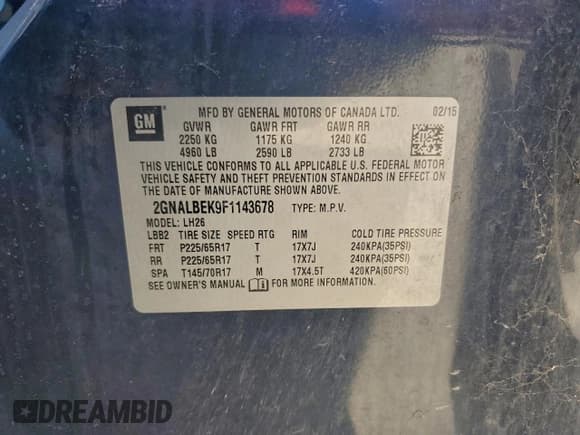 GM
MFD BY GENERAL MOTORS OF CANADA LTD. 02/15
GVWR GAWR FRT GAWR RR
2250 KG 1175 KG 1240 KG
4960 LB 2590 LB 2733 LB
THIS VEHICLE CONFORMS TO ALL APPLICABLE U.S. FEDERAL MOTOR
VEHICLE SAFETY AND THEFT PREVENTION STANDARDS IN EFFECT ON
THE DATE OF MANUFACTURE SHOWN ABOVE.
2GNALBEK9F1143678 TYPE: M.P.V.
MODEL: LH26
LBB2 TIRE SIZE SPEED RTG RIM COLD TIRE PRESSURE
FRT P225/65R17 T 17X7J 240KPA(35PSI)
RR P225/65R17 T 17X7J 240KPA(35PSI)
SPA T145/70R17 M 17X4.5T 420KPA(60PSI)
SEE OWNER'S MANUAL FOR MORE INFORMATION.
DREAMBID